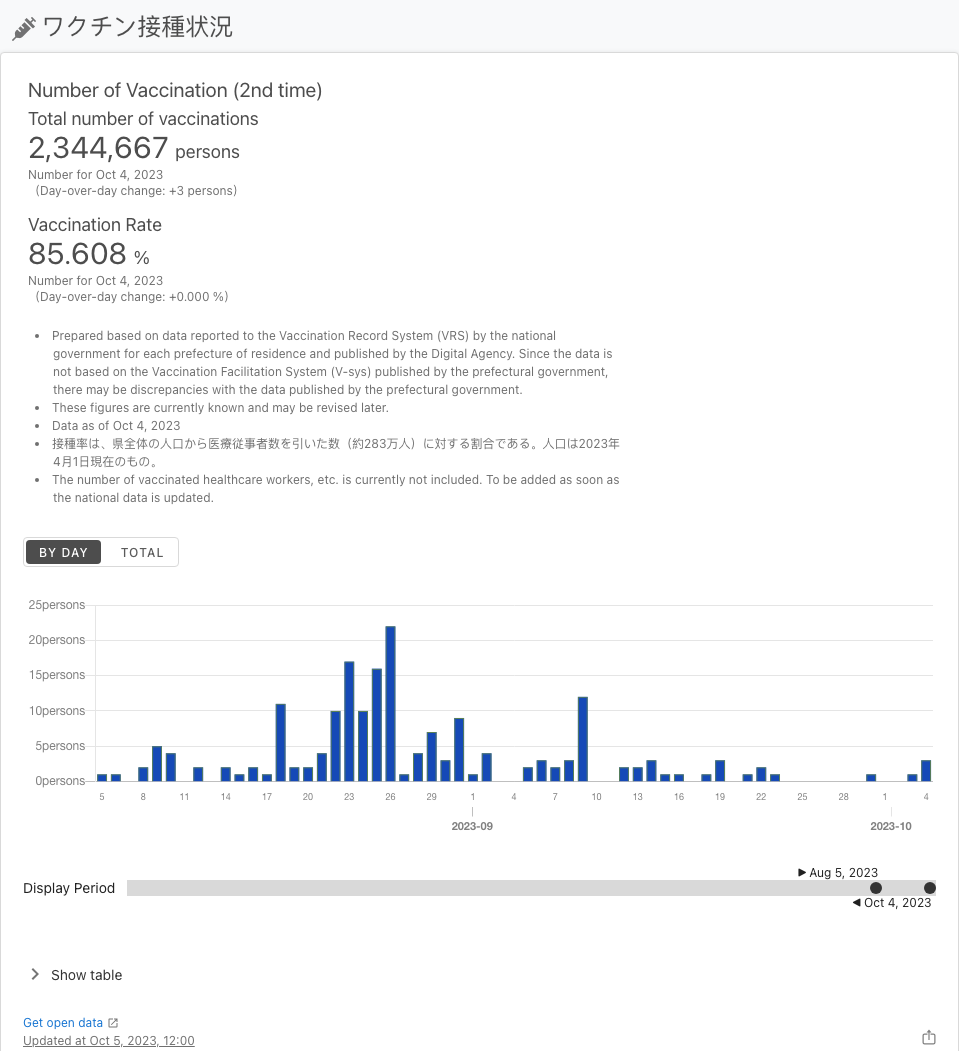 ワクチン接種状況
Number of Vaccination (2nd time)
Total number of vaccinations
2,344,667 persons
Number for Oct 4, 2023
(Day-over-day change: +3 persons)
Vaccination Rate
85.608 %
Number for Oct 4, 2023
(Day-over-day change: +0.000 %)
• Prepared based on data reported to the Vaccination Record System (VRS) by the national
government for each prefecture of residence and published by the Digital Agency. Since the data is
not based on the Vaccination Facilitation System (V-sys) published by the prefectural government,
there may be discrepancies with the data published by the prefectural government.
• These figures are currently known and may be revised later.
• Data as of Oct 4, 2023
• 接種率は、県全体の人口から医療従事者数を引いた数（約283万人）に対する割合である。人口は2023年
4月1日現在のもの。
• The number of vaccinated healthcare workers, etc. is currently not included. To be added as soon as
the national data is updated.
BY DAY TOTAL
25persons
20persons
15persons
10persons
5persons
0persons
5 8 11 14 17 20 23 26 29 1 4 7 10 13 16 19 22 25 28 1 4
2023-09 2023-10
Aug 5, 2023
Display Period
Oct 4, 2023
Show table
Get open data
Updated at Oct 5, 2023, 12:00